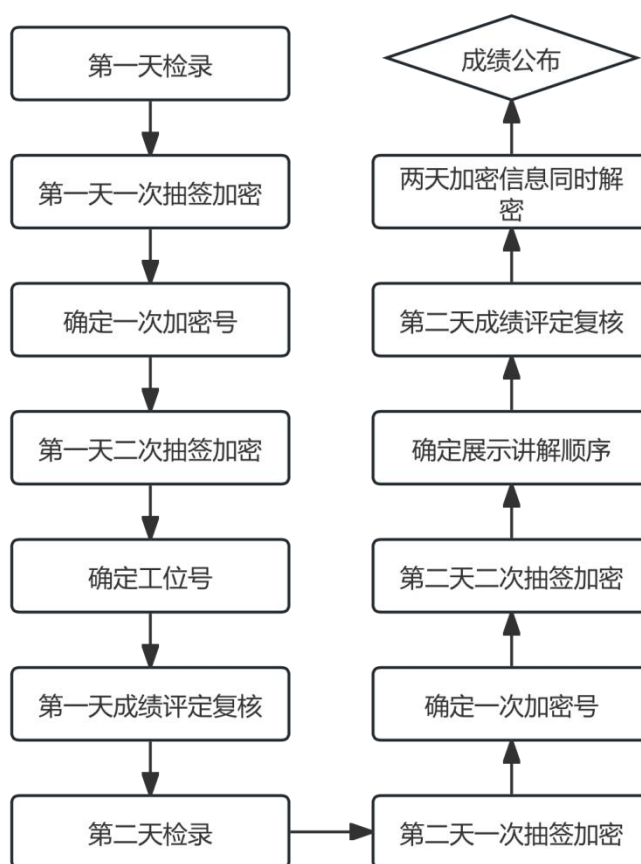 第一天检录
第一天一次抽签加密
确定一次加密号
第一天二次抽签加密
确定工位号
第一天成绩评定复核
第二天检录
第二天一次抽签加密
确定一次加密号
第二天二次抽签加密
确定展示讲解顺序
第二天成绩评定复核
两天加密信息同时解
密
成绩公布